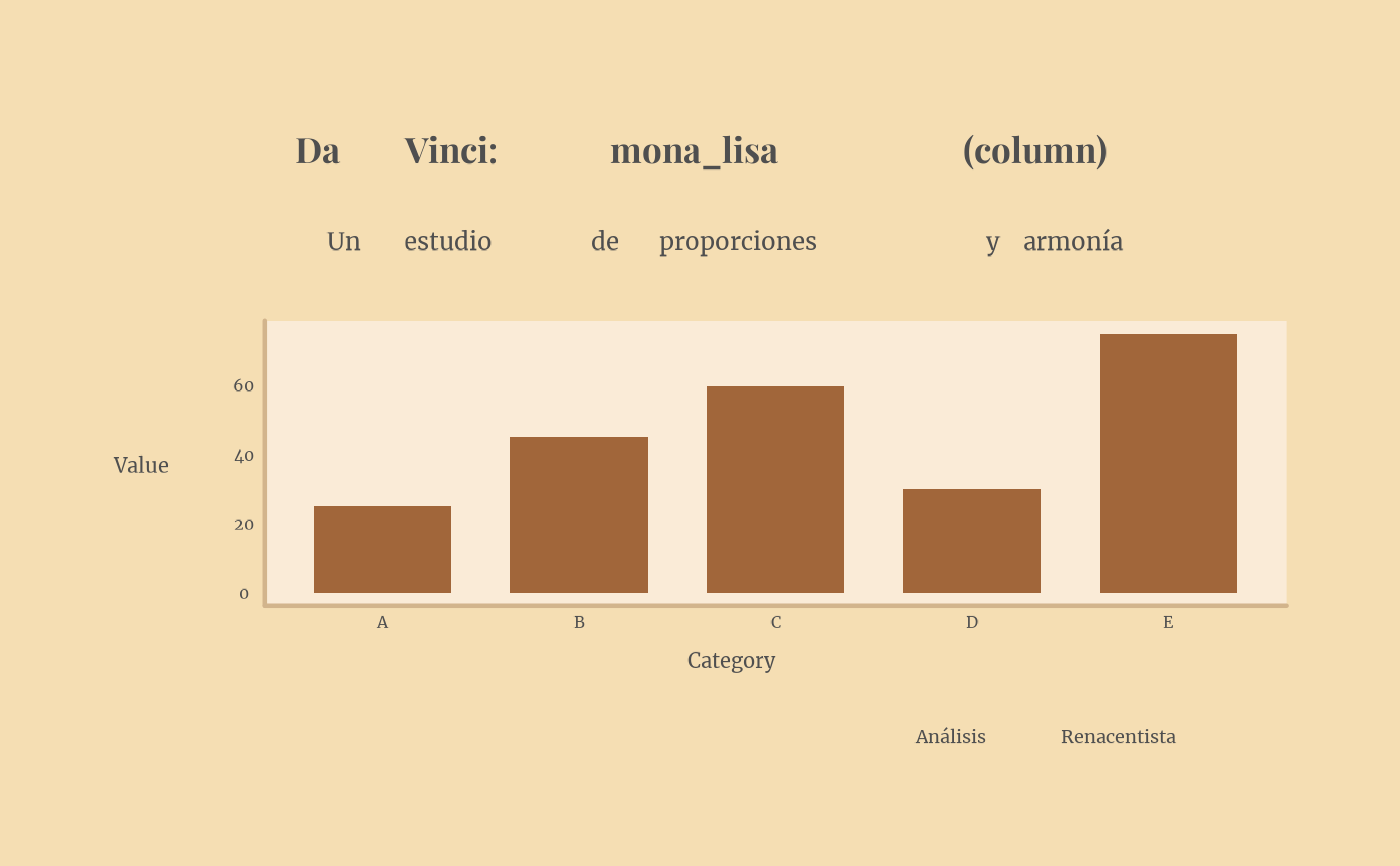 Da Vinci: mona_lisa (column)
Un estudio de proporciones y armonía
60
40
Value
20
0
A B C D E
Category
Análisis Renacentista